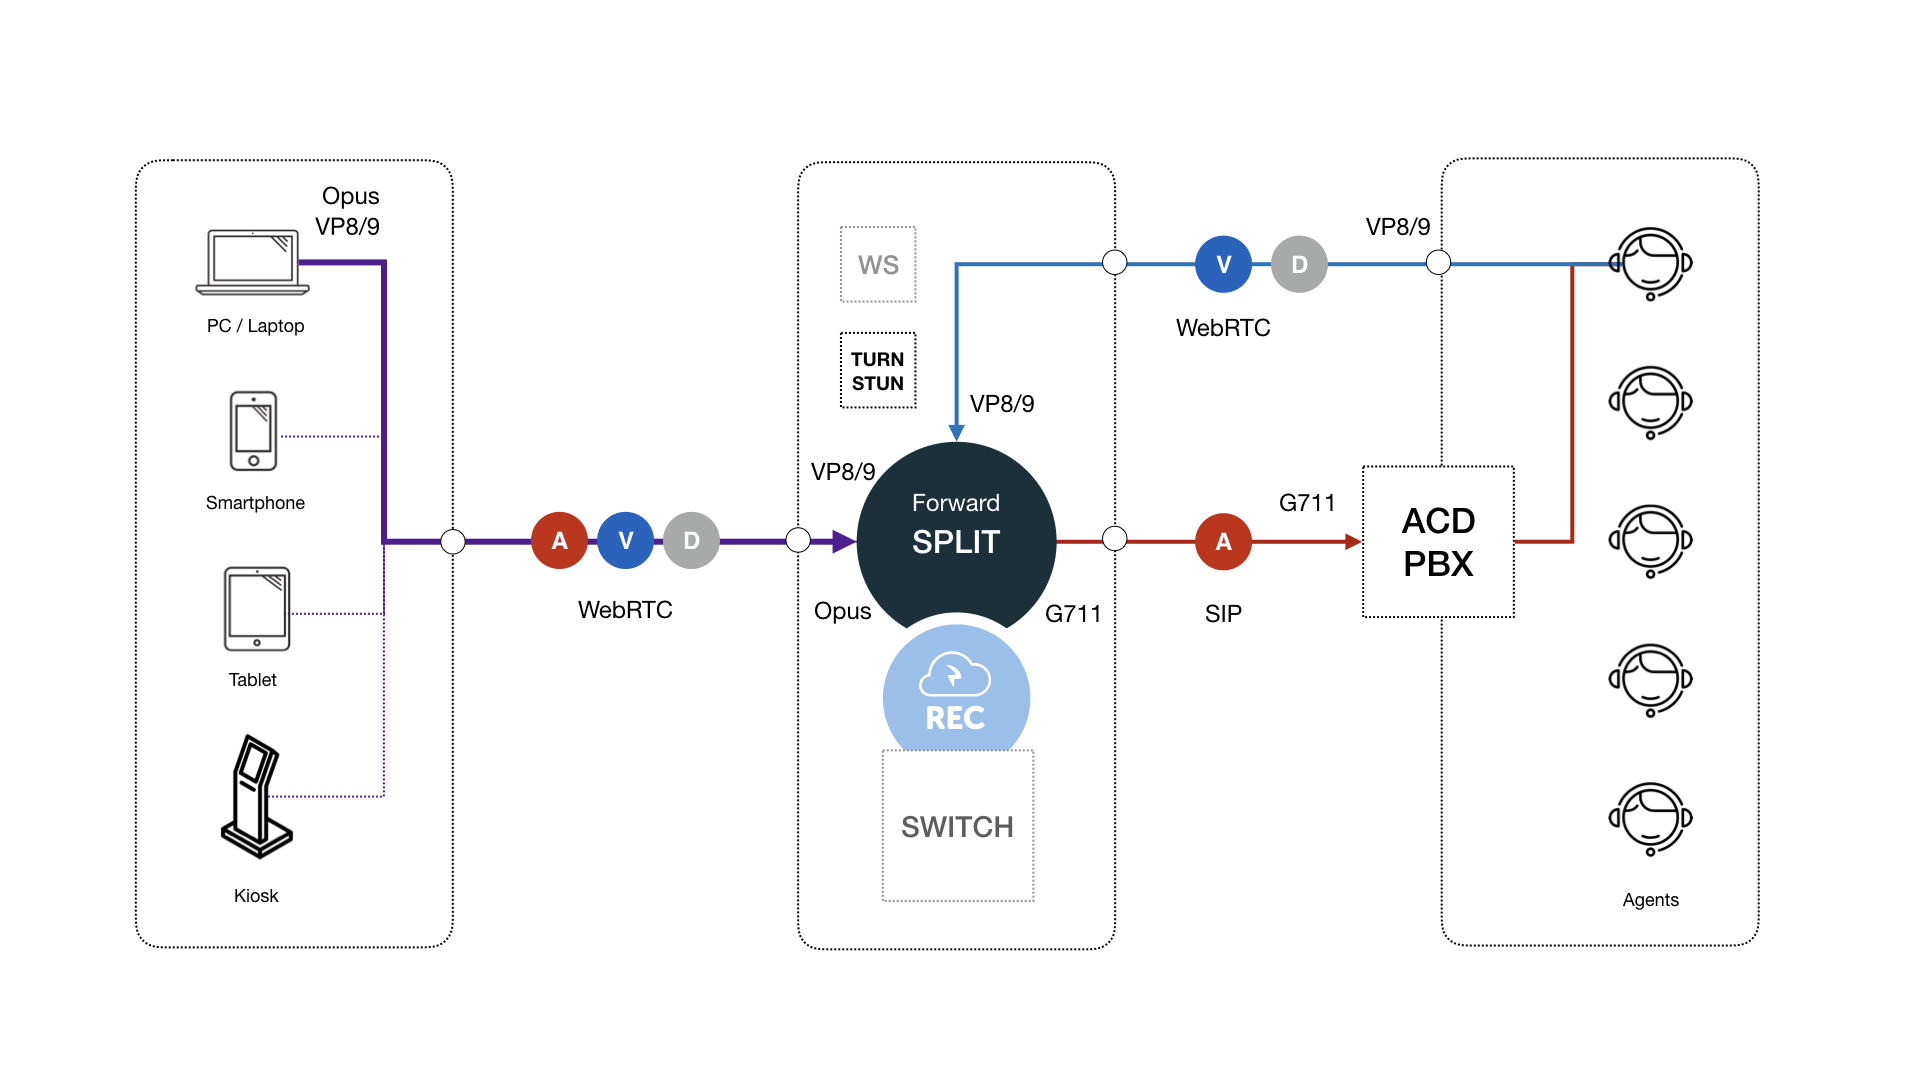 Opus
VP8/9
PC / Laptop
Smartphone
Tablet
Kiosk
A
V
D
WebRTC
WS
TURN
STUN
VP8/9
VP8/9
Forward
SPLIT
Opus
G711
REC
SWITCH
V
D
WebRTC
VP8/9
A
SIP
G711
ACD
PBX
Agents